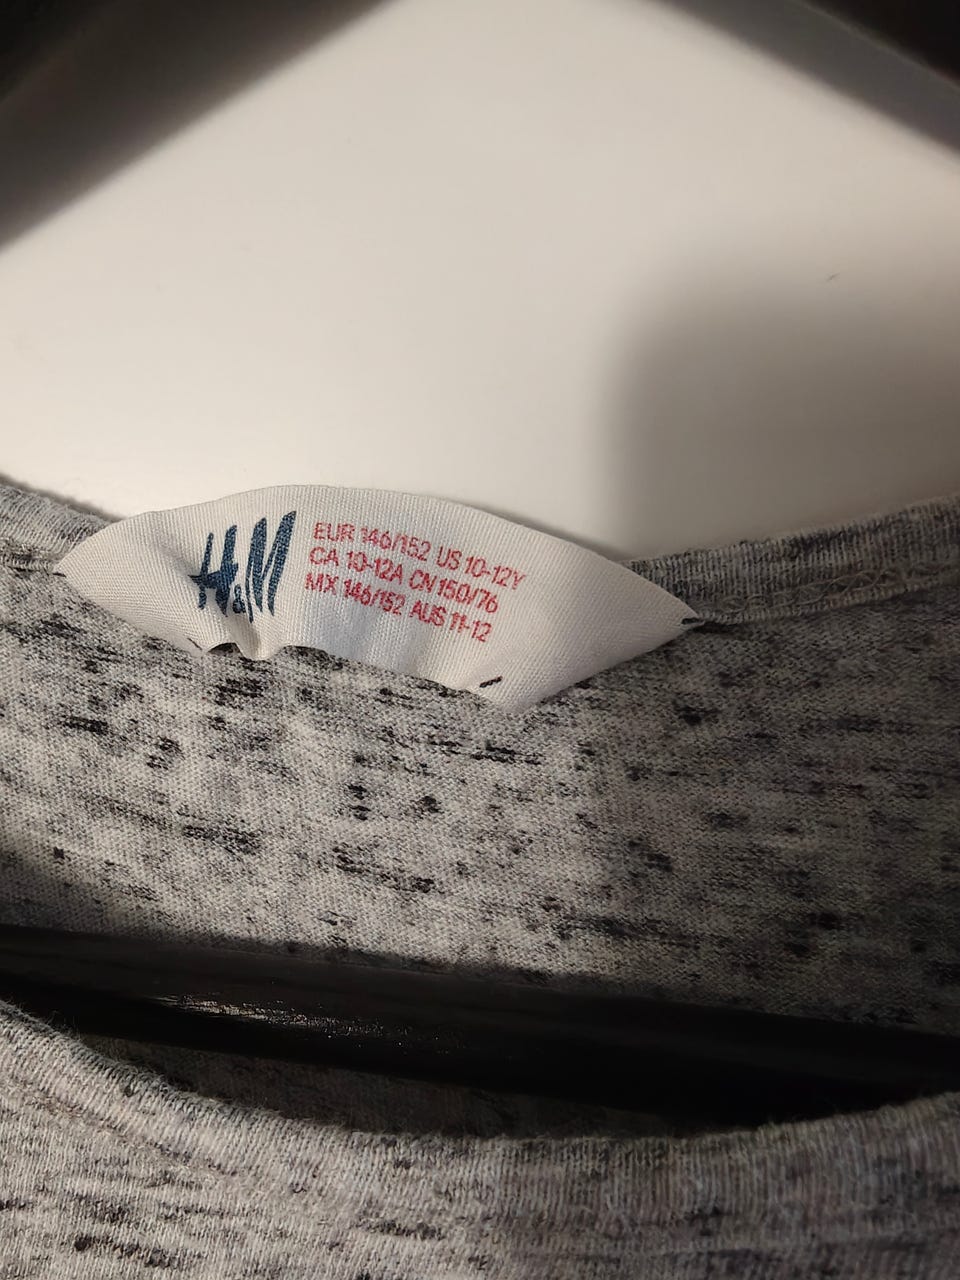 H&M
EUR 146/152 US 10-12Y
CA 10-12A CN 150/76
MX 146/152 AUS 11-12